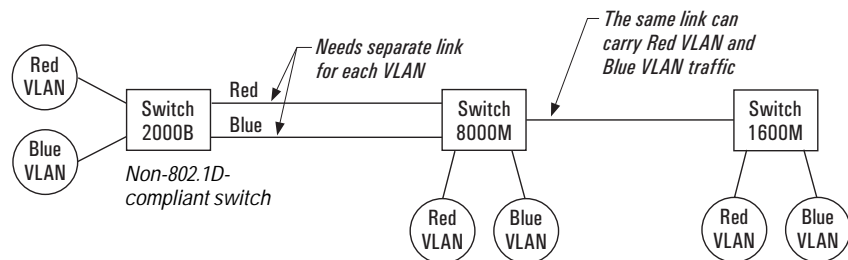 Needs separate link
for each VLAN
The same link can
carry Red VLAN and
Blue VLAN traffic
Red
VLAN
Blue
VLAN
Switch
2000B
Non-802.1D-
compliant switch
Red
Blue
Switch
8000M
Switch
1600M
Red
VLAN
Blue
VLAN
Red
VLAN
Blue
VLAN